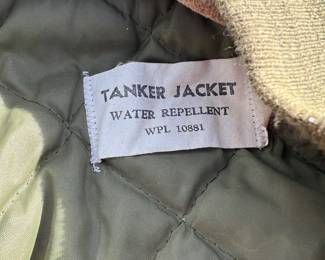 TANKER JACKET
WATER REPELLENT
WPL 10881